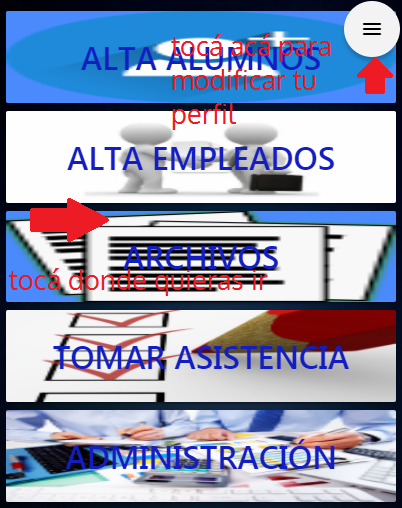 tocá acá para
ALTA ALUMNOS
modificar tu
perfil
ALTA EMPLEADOS
ARCHIVOS
tocá donde quieras ir
TOMAR ASISTENCIA
ADMINISTRACIÓN